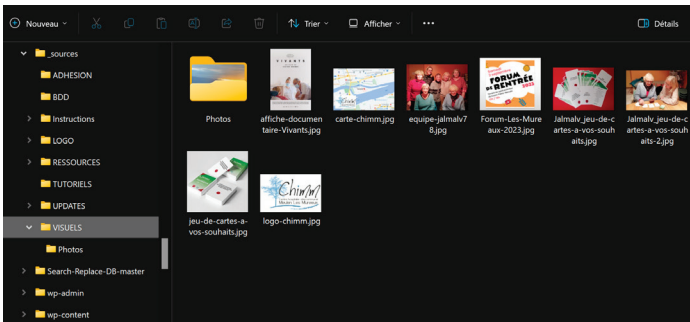 Nouveau
Trier
Afficher
Détails
_sources
ADHESION
BDD
Instructions
LOGO
RESSOURCES
TUTORIELS
UPDATES
VISUELS
Photos
Search-Replace-DB-master
wp-admin
wp-content
VIVANTS
FORUM
DE RENTRÉE
2023
Photos
affiche-documen
taire-Vivants.jpg
carte-chimm.jpg
equipe-jalmalv7
8.jpg
Forum-Les-Mure
aux-2023.jpg
Jalmalv_jeu-de-c
artes-a-vos-souh
aits.jpg
Jalmalv_jeu-de-c
artes-a-vos-souh
aits-2.jpg
Chimm
jeu-de-cartes-a-
vos-souhaits.jpg
logo-chimm.jpg